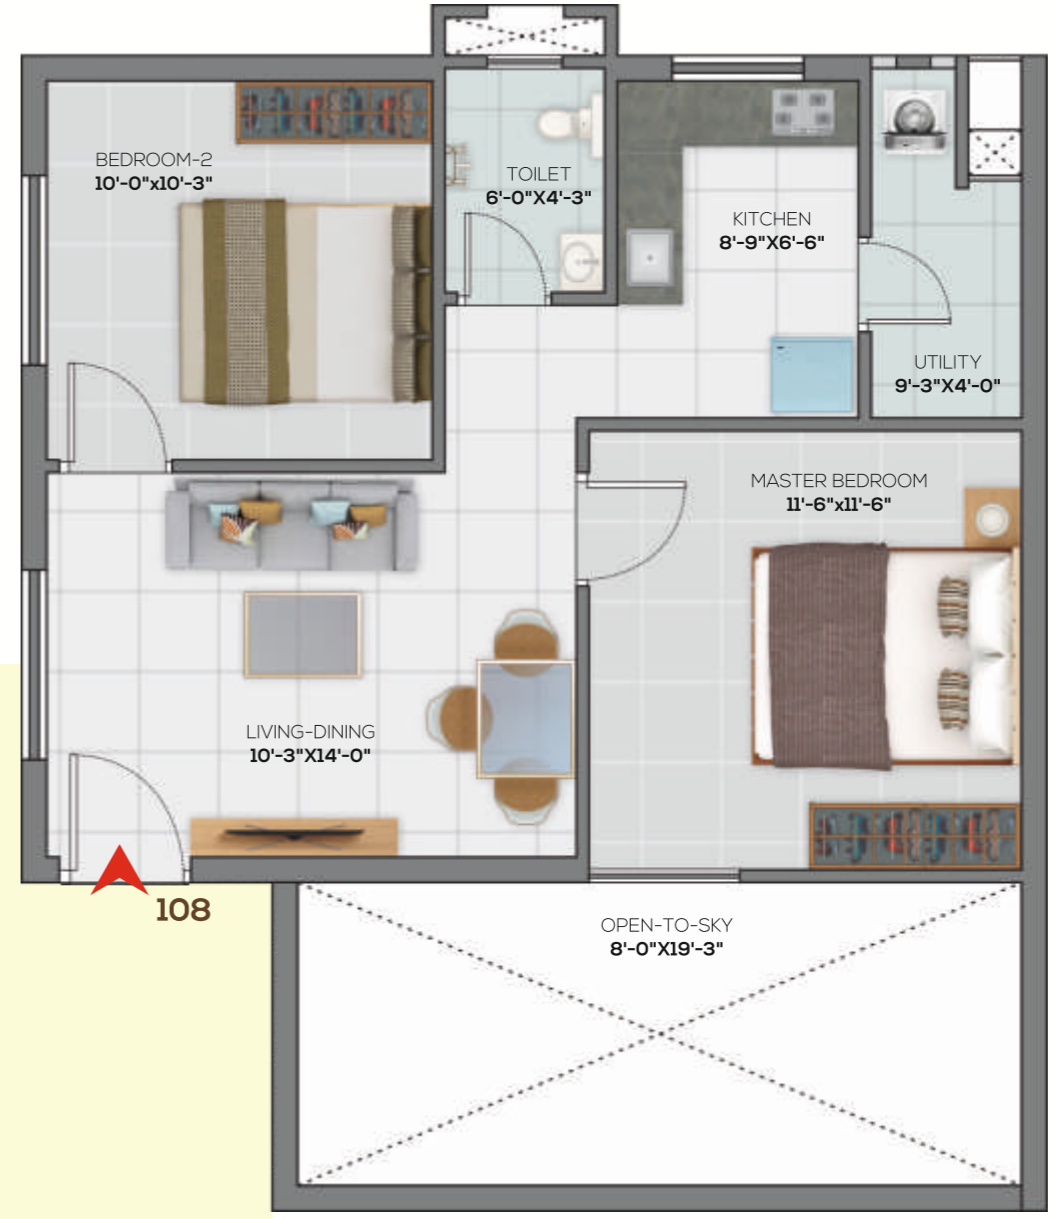 BEDROOM-2
10'-0"x10'-3"
TOILET
6'-0"X4'-3"
KITCHEN
8'-9"X6'-6"
UTILITY
9'-3"X4'-0"
MASTER BEDROOM
11'-6"x11'-6"
LIVING-DINING
10'-3"X14'-0"
108
OPEN-TO-SKY
8'-0"X19'-3"